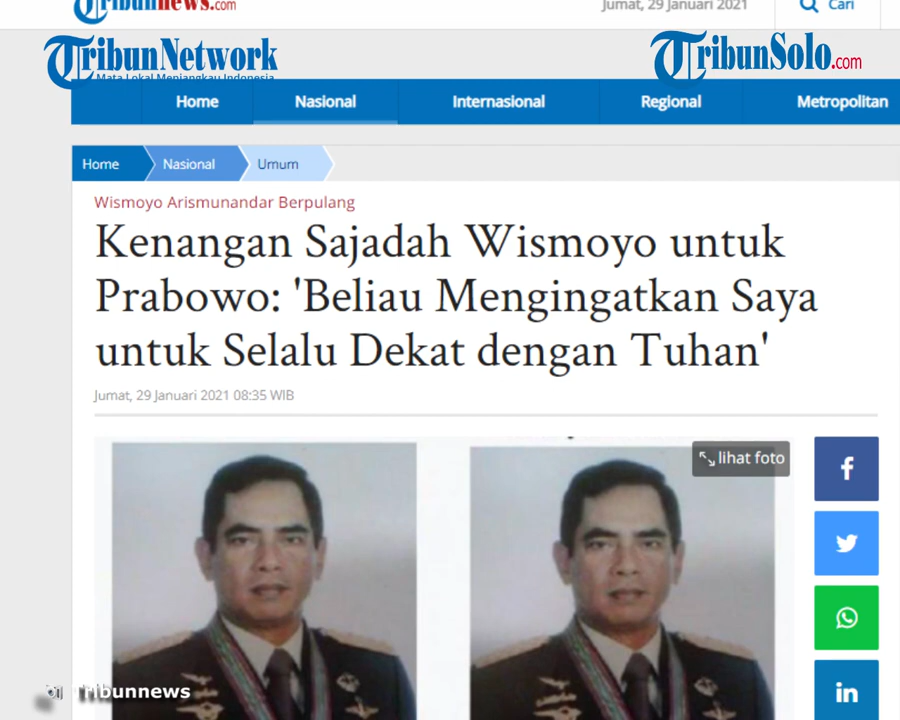 Tribunnews.com
Jumat, 29 Januari 2021
Cari
TribunNetwork
Mata Lokal Menjangkau Indonesia
TribunSolo.com
Home
Nasional
Internasional
Regional
Metropolitan
Home
Nasional
Umum
Wismoyo Arismunandar Berpulang
Kenangan Sajadah Wismoyo untuk
Prabowo: 'Beliau Mengingatkan Saya
untuk Selalu Dekat dengan Tuhan'
Jumat, 29 Januari 2021 08:35 WIB
lihat foto
f
in
Tribunnews